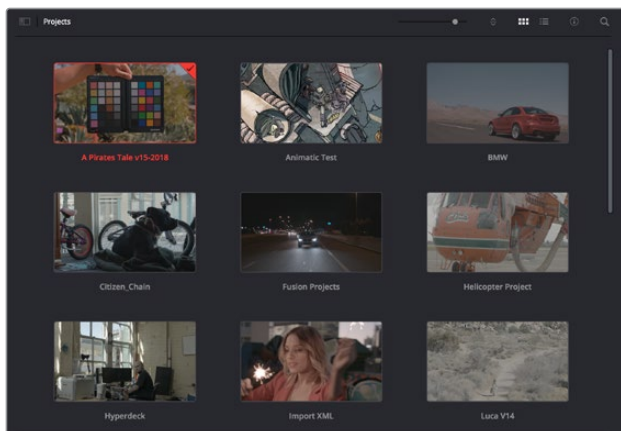 Projects
A Pirates Tale v15-2018
Animatic Test
BMW
Citizen_Chain
Fusion Projects
Helicopter Project
Hyperdeck
Import XML
Luca V14